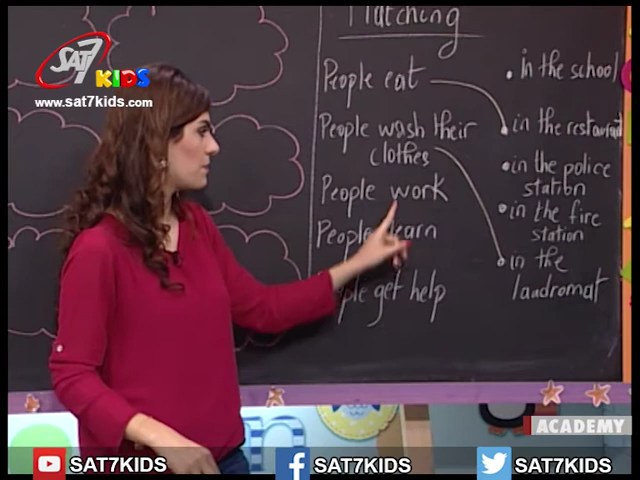 Matching
People eat
in the school
People wash their
clothes
in the restaurant
People work
in the police
station
People learn
in the fire
station
People get help
in the
landromat
SAT7
KIDS
www.sat7kids.com
ACADEMY
SAT7KIDS
SAT7KIDS
SAT7KIDS